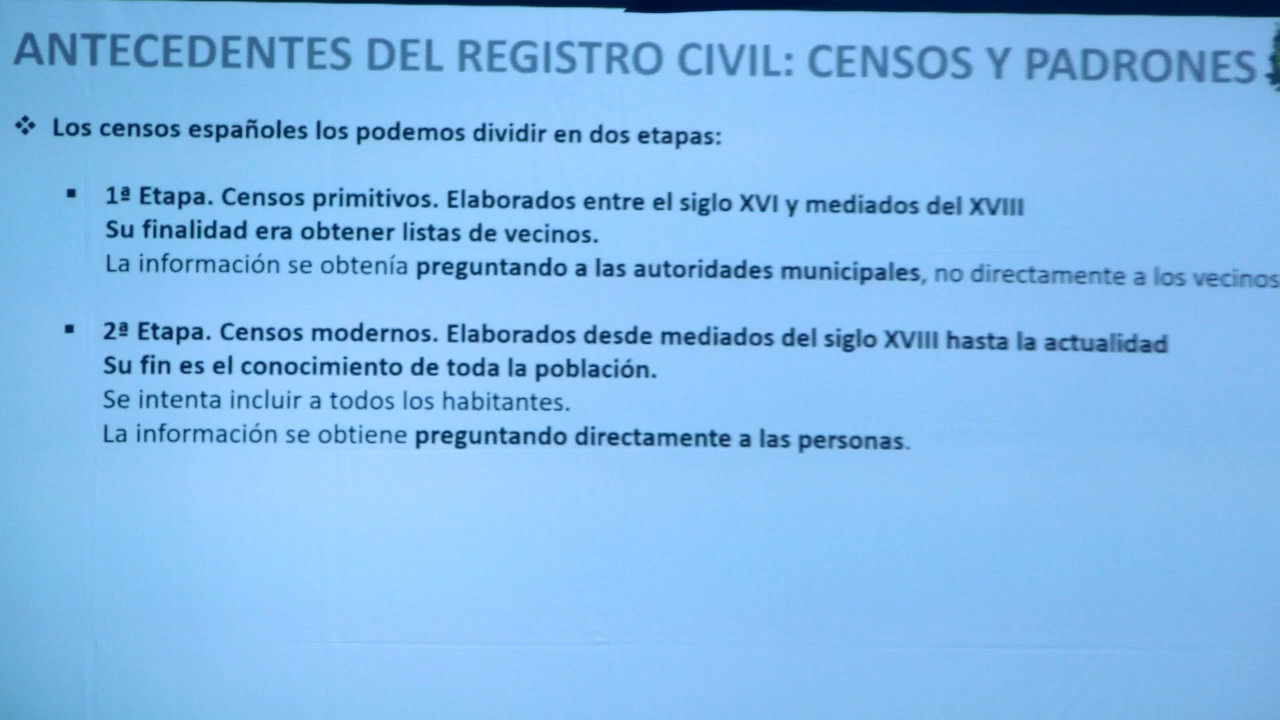 ANTECEDENTES DEL REGISTRO CIVIL: CENSOS Y PADRONES
❖ Los censos españoles los podemos dividir en dos etapas:
▪ 1ª Etapa. Censos primitivos. Elaborados entre el siglo XVI y mediados del XVIII
Su finalidad era obtener listas de vecinos.
La información se obtenía preguntando a las autoridades municipales, no directamente a los vecinos
▪ 2ª Etapa. Censos modernos. Elaborados desde mediados del siglo XVIII hasta la actualidad
Su fin es el conocimiento de toda la población.
Se intenta incluir a todos los habitantes.
La información se obtiene preguntando directamente a las personas.